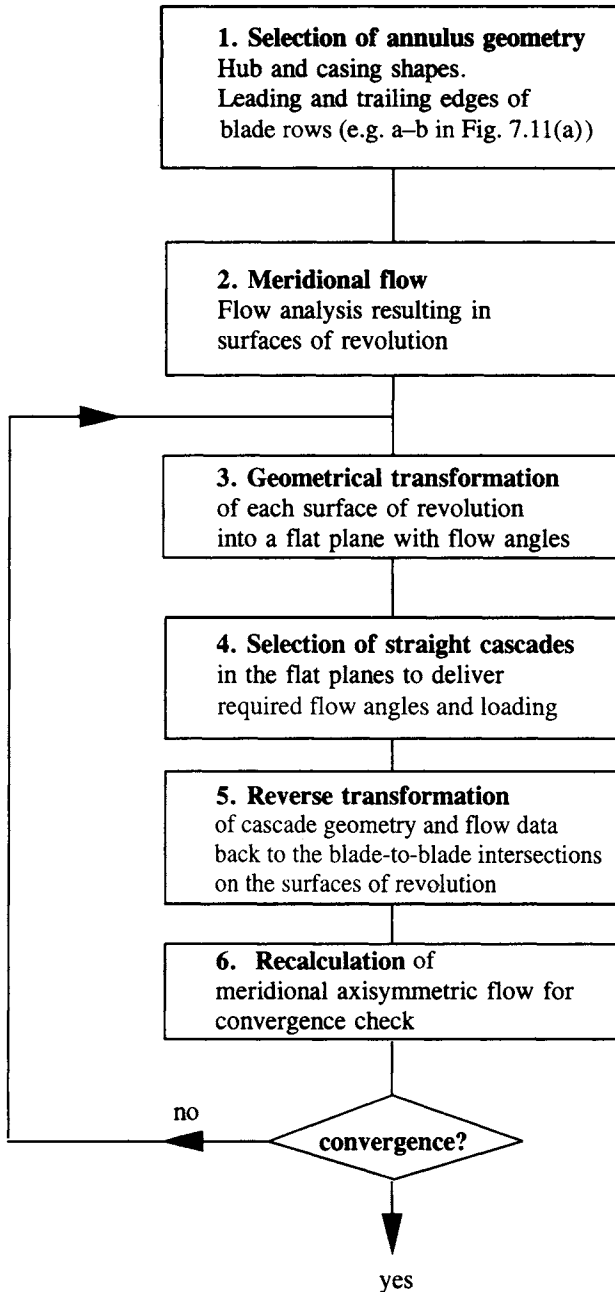 1. Selection of annulus geometry
Hub and casing shapes.
Leading and trailing edges of
blade rows (e.g. a–b in Fig. 7.11(a))
2. Meridional flow
Flow analysis resulting in
surfaces of revolution
3. Geometrical transformation
of each surface of revolution
into a flat plane with flow angles
4. Selection of straight cascades
in the flat planes to deliver
required flow angles and loading
5. Reverse transformation
of cascade geometry and flow data
back to the blade-to-blade intersections
on the surfaces of revolution
6. Recalculation of
meridional axisymmetric flow for
convergence check
no
convergence?
yes